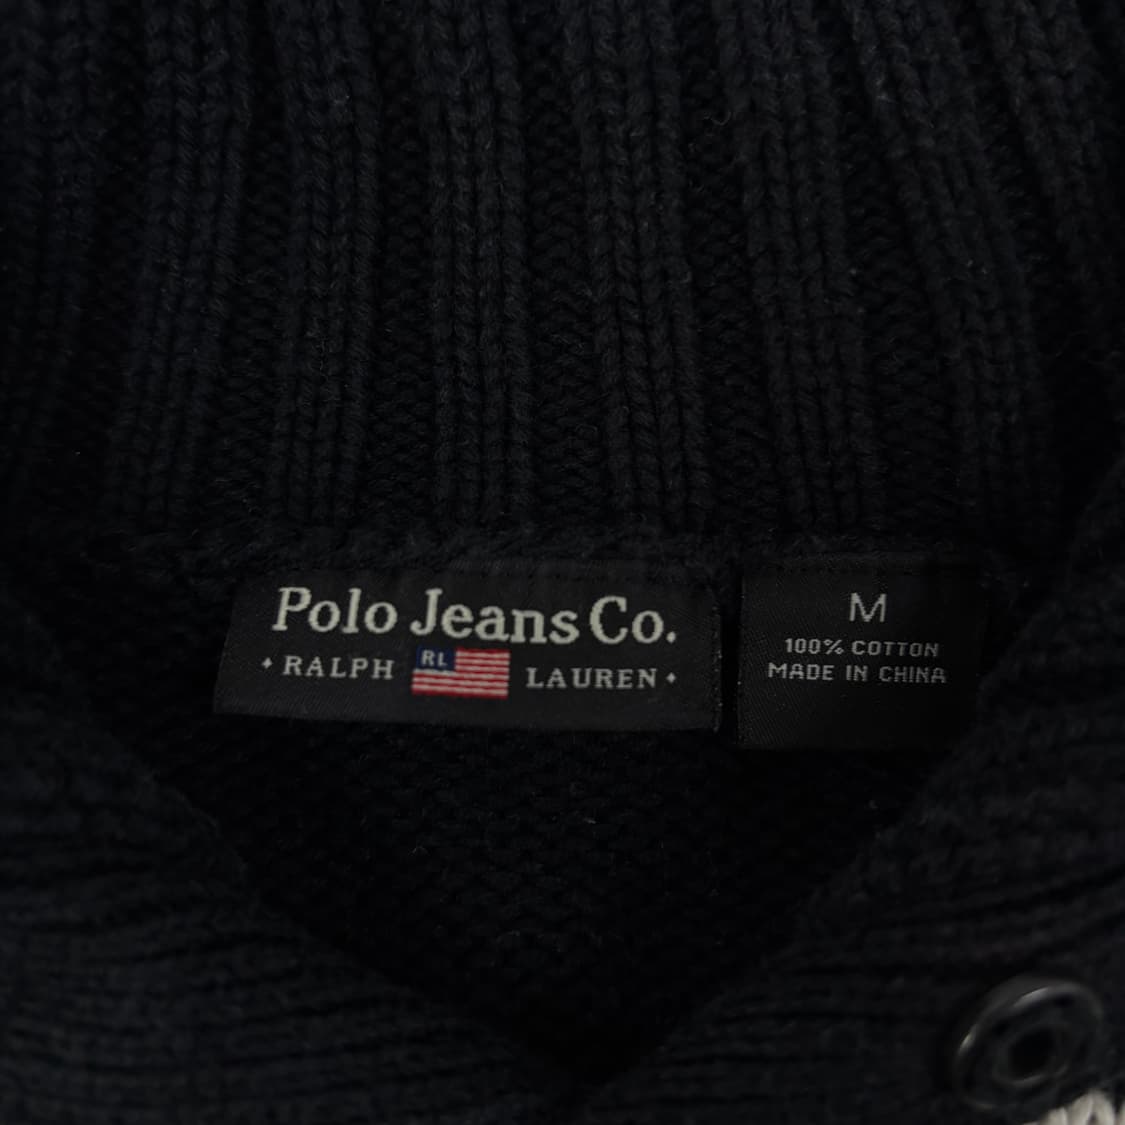 Polo Jeans Co.
RALPH RL LAUREN
M
100% COTTON
MADE IN CHINA